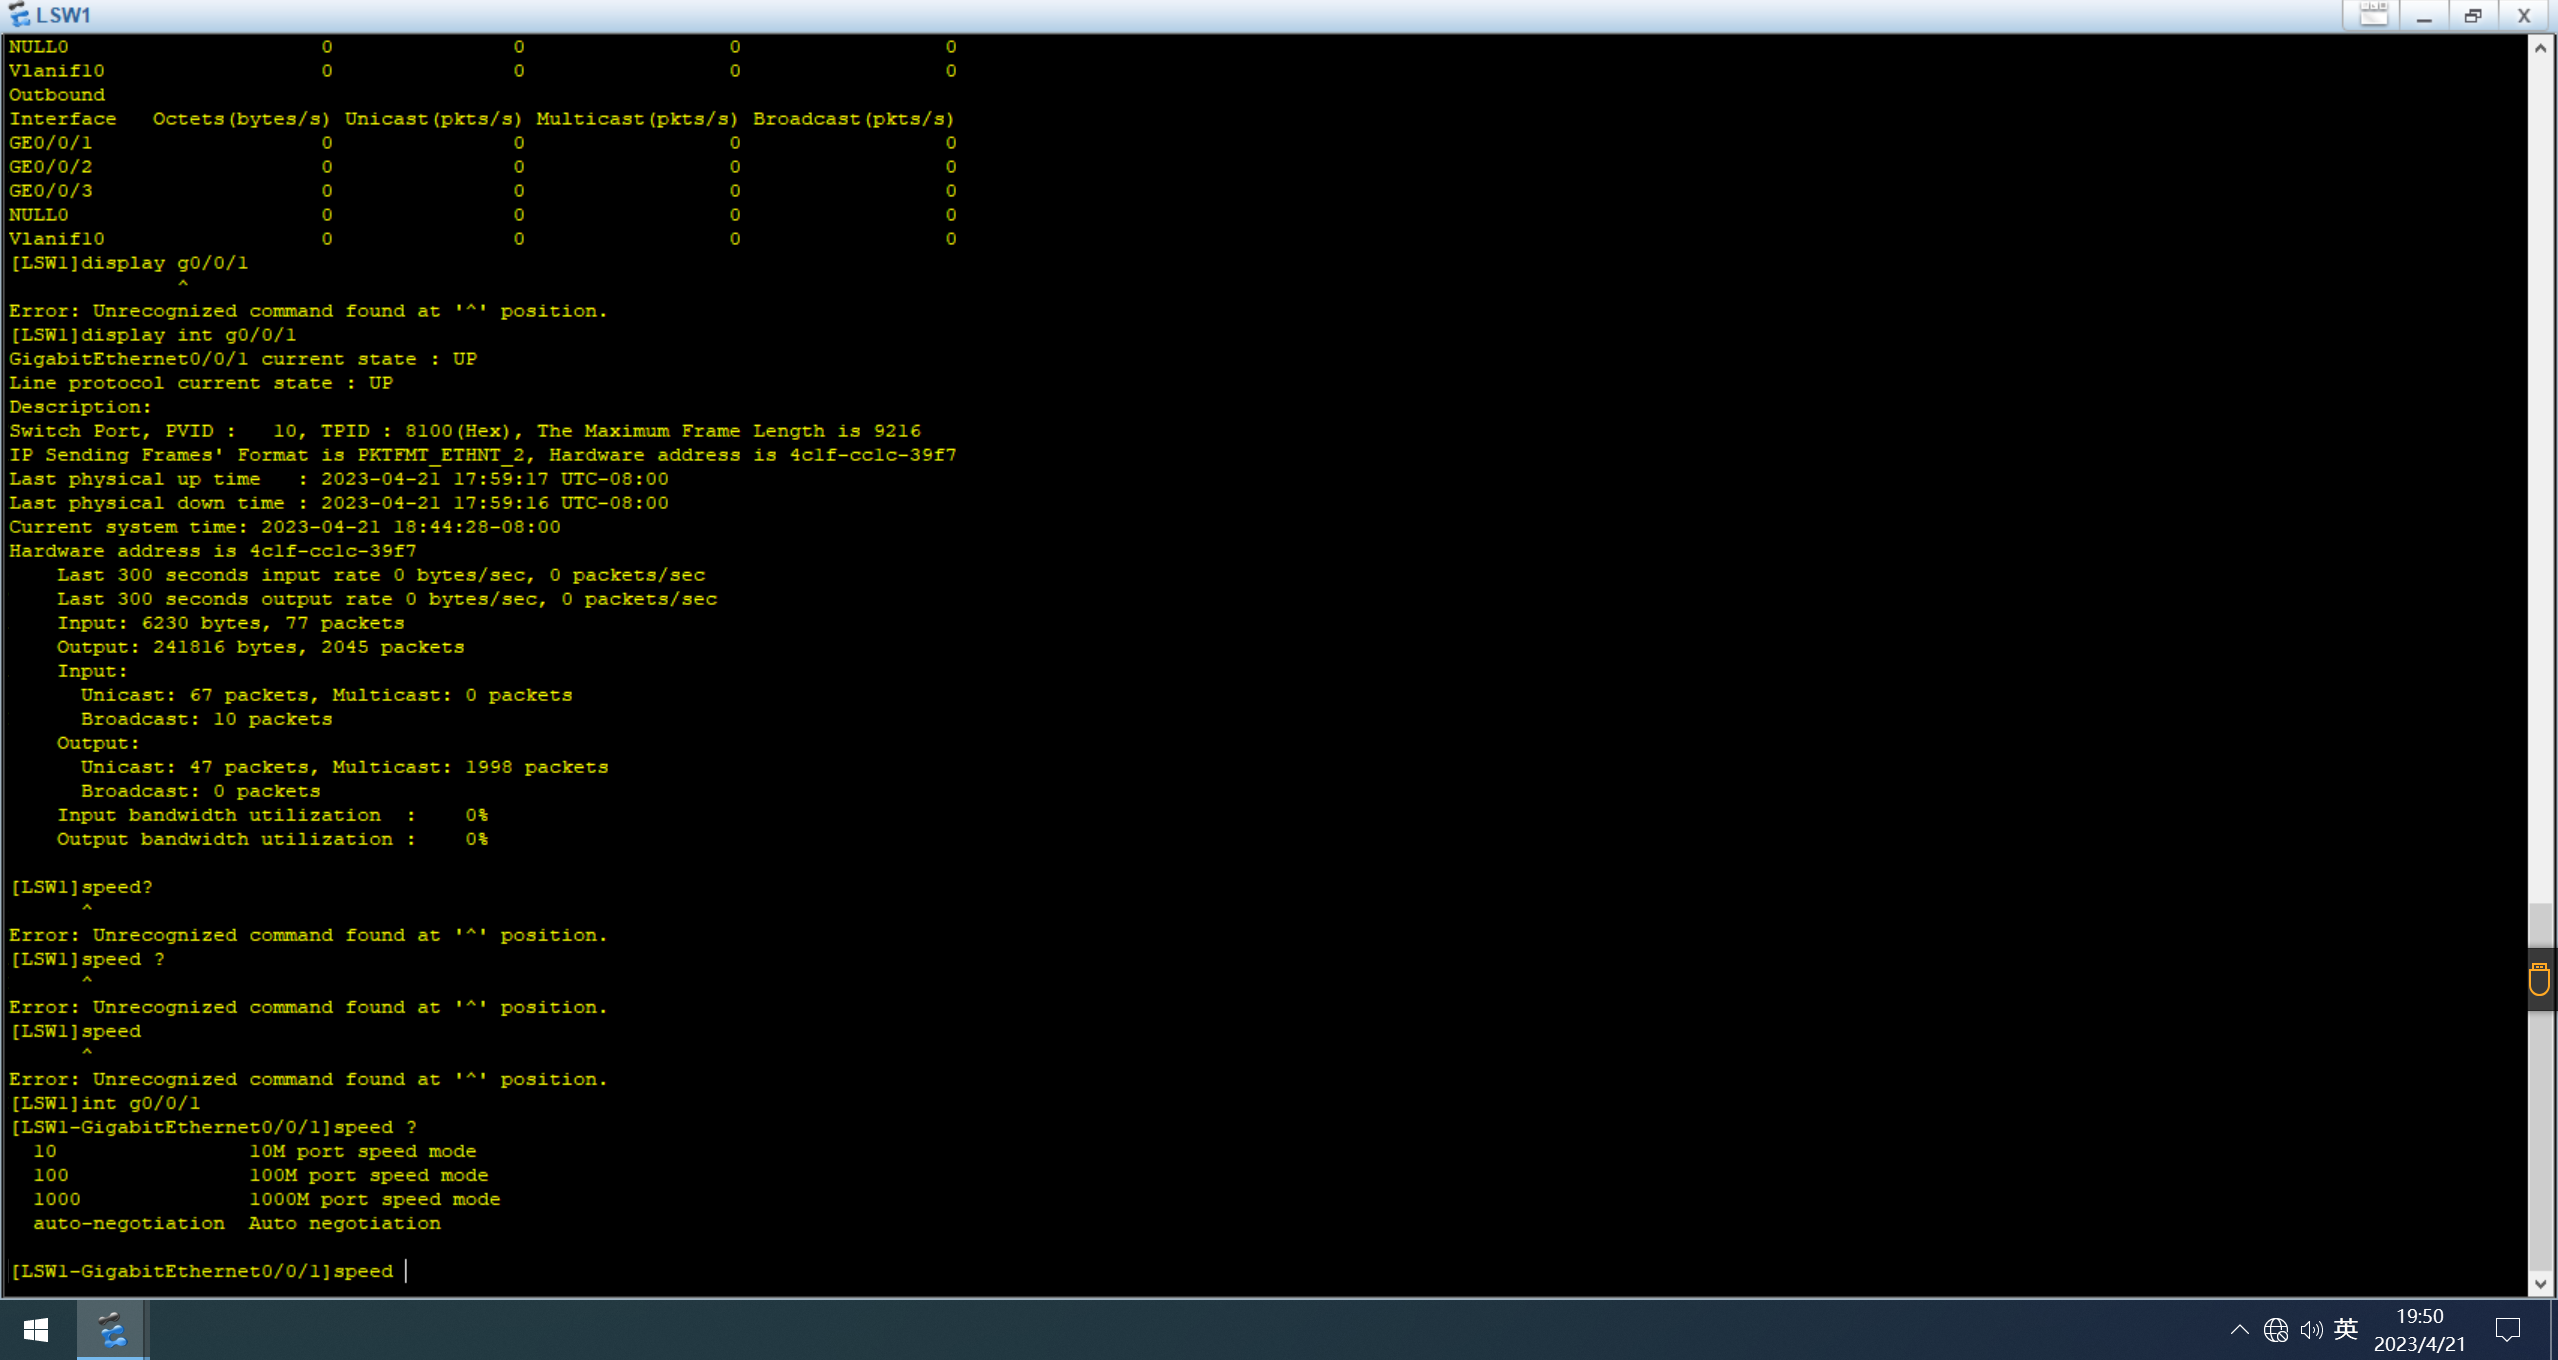 LSW1
NULL0 0 0 0 0
Vlanif10 0 0 0 0
Outbound
Interface Octets(bytes/s) Unicast(pkts/s) Multicast(pkts/s) Broadcast(pkts/s)
GE0/0/1 0 0 0 0
GE0/0/2 0 0 0 0
GE0/0/3 0 0 0 0
NULL0 0 0 0 0
Vlanif10 0 0 0 0
[LSW1]display g0/0/1
^
Error: Unrecognized command found at '^' position.
[LSW1]display int g0/0/1
GigabitEthernet0/0/1 current state : UP
Line protocol current state : UP
Description:
Switch Port, PVID : 10, TPID : 8100(Hex), The Maximum Frame Length is 9216
IP Sending Frames' Format is PKTFMT_ETHNT_2, Hardware address is 4c1f-cc1c-39f7
Last physical up time : 2023-04-21 17:59:17 UTC-08:00
Last physical down time : 2023-04-21 17:59:16 UTC-08:00
Current system time: 2023-04-21 18:44:28-08:00
Hardware address is 4c1f-cc1c-39f7
Last 300 seconds input rate 0 bytes/sec, 0 packets/sec
Last 300 seconds output rate 0 bytes/sec, 0 packets/sec
Input: 6230 bytes, 77 packets
Output: 241816 bytes, 2045 packets
Input:
Unicast: 67 packets, Multicast: 0 packets
Broadcast: 10 packets
Output:
Unicast: 47 packets, Multicast: 1998 packets
Broadcast: 0 packets
Input bandwidth utilization : 0%
Output bandwidth utilization : 0%
[LSW1]speed?
^
Error: Unrecognized command found at '^' position.
[LSW1]speed ?
^
Error: Unrecognized command found at '^' position.
[LSW1]speed
^
Error: Unrecognized command found at '^' position.
[LSW1]int g0/0/1
[LSW1-GigabitEthernet0/0/1]speed ?
10 10M port speed mode
100 100M port speed mode
1000 1000M port speed mode
auto-negotiation Auto negotiation
[LSW1-GigabitEthernet0/0/1]speed
英
19:50
2023/4/21